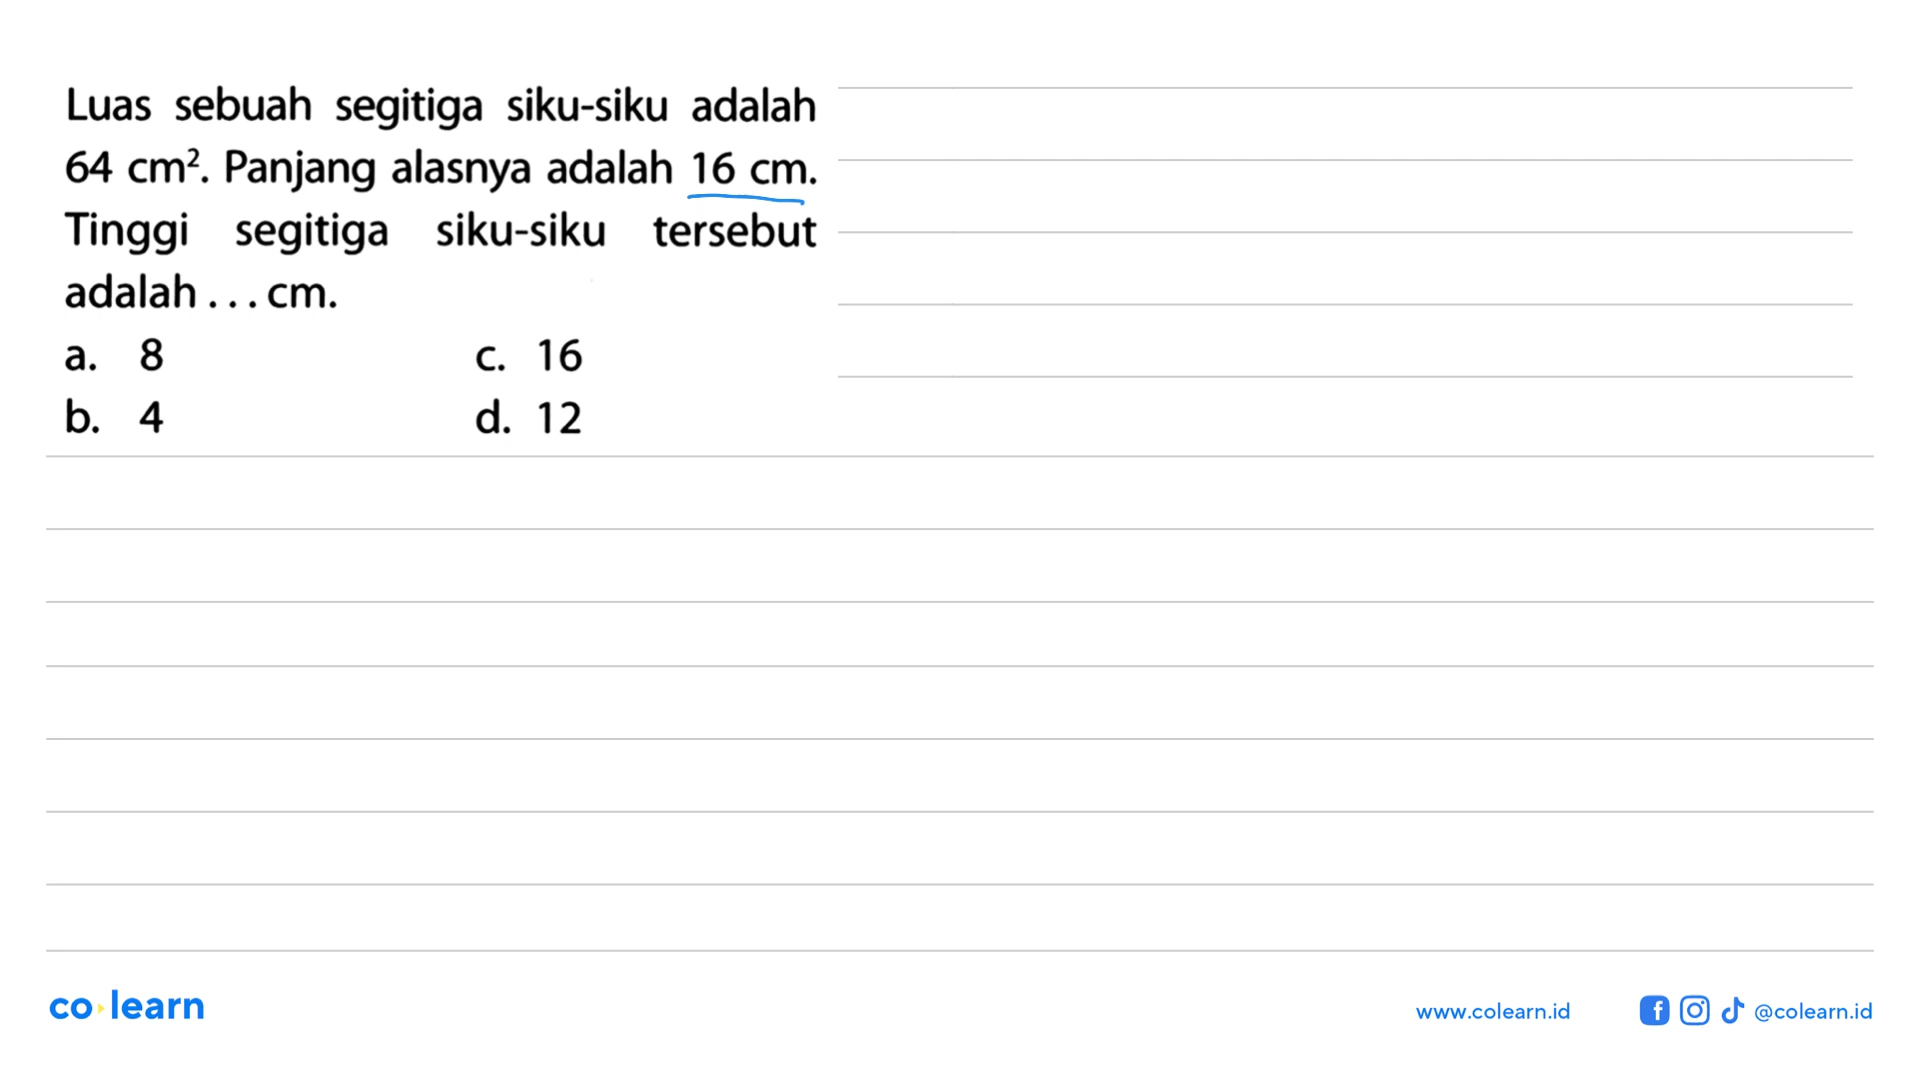 Luas sebuah segitiga siku-siku adalah
64 cm². Panjang alasnya adalah 16 cm.
Tinggi segitiga siku-siku tersebut
adalah . . . cm.
a. 8 c. 16
b. 4 d. 12
co learn www.colearn.id @colearn.id